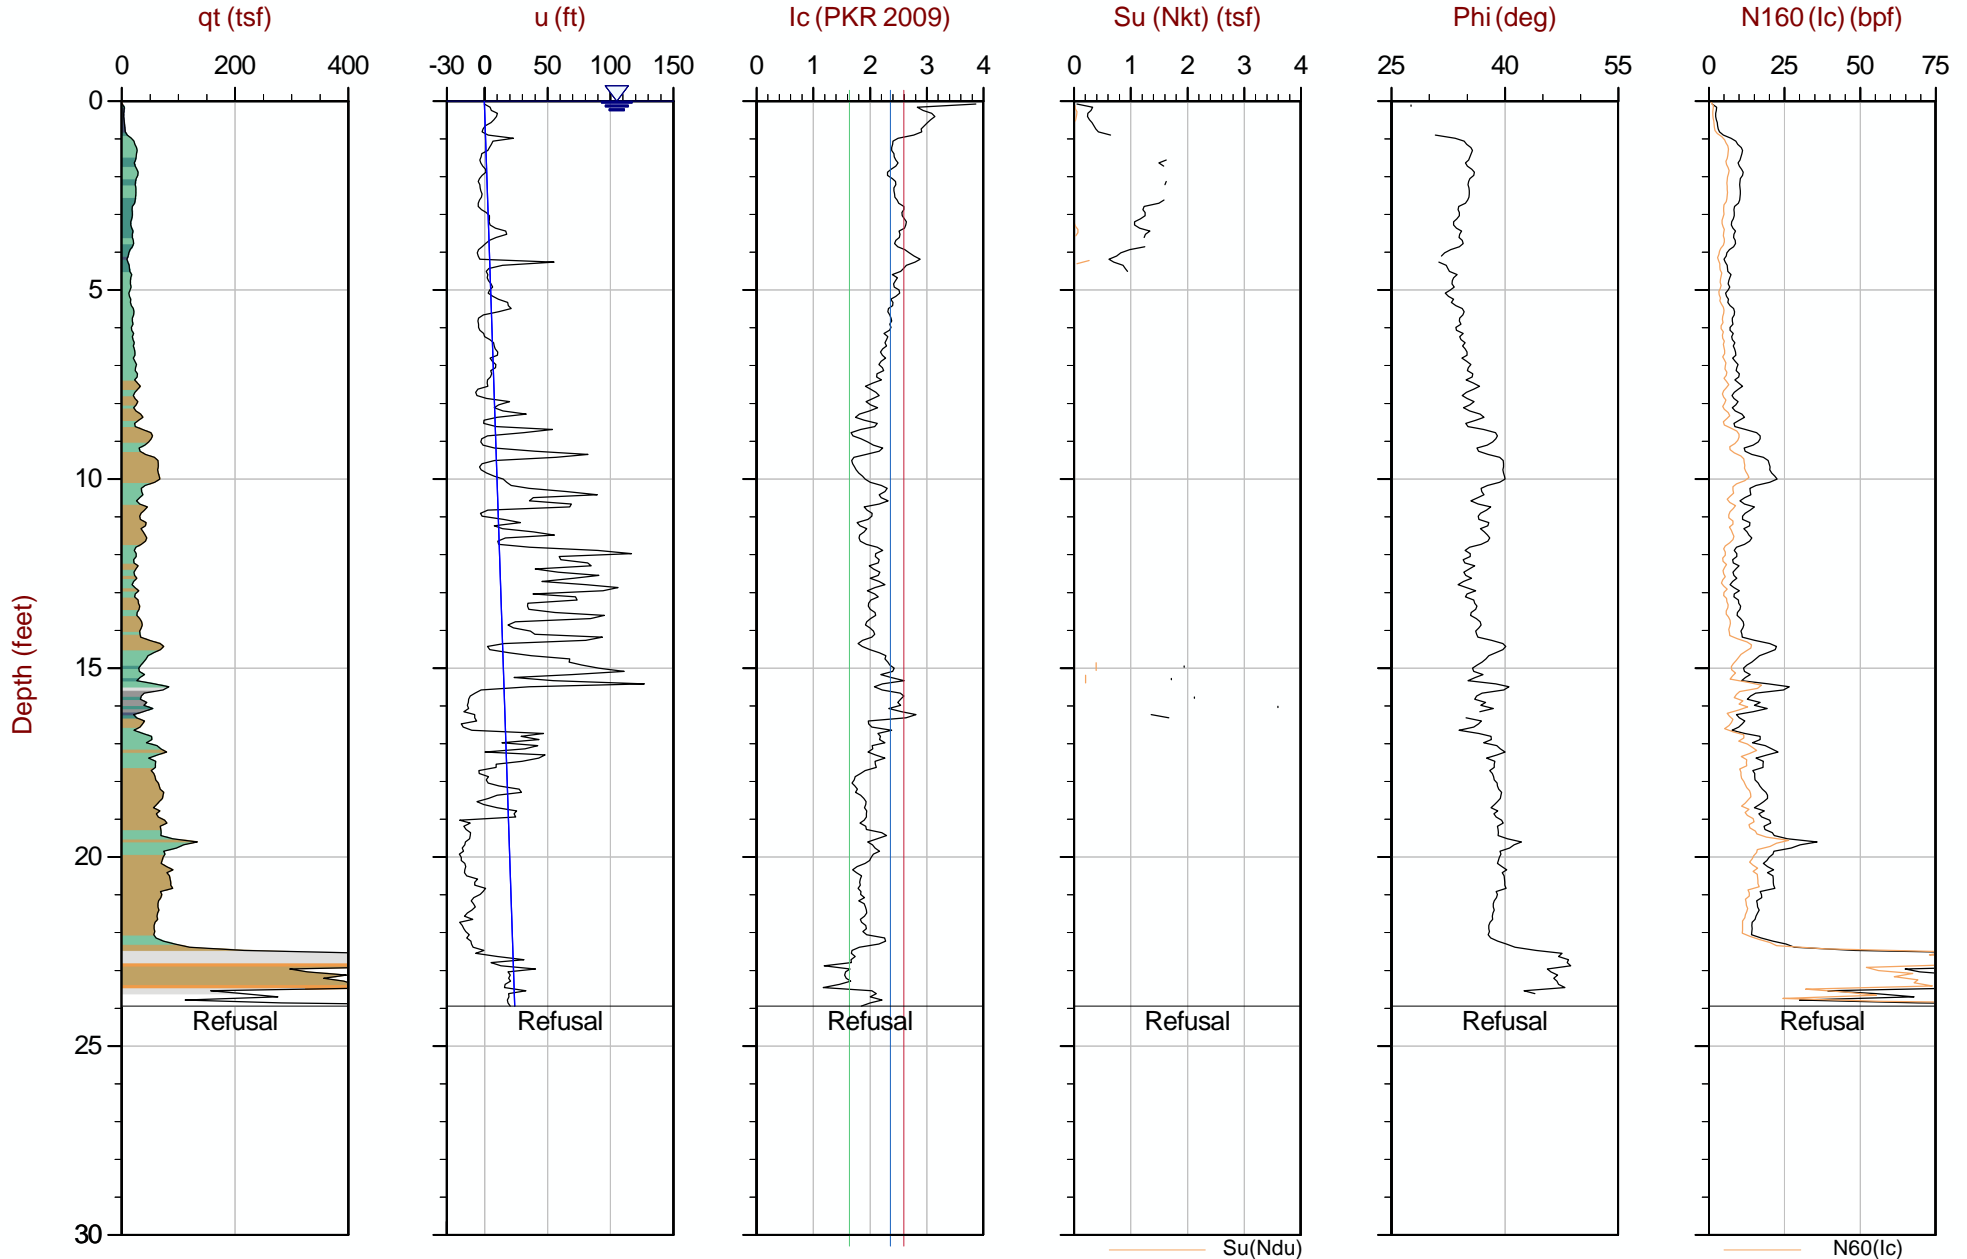 qt (tsf) u (ft) Ic (PKR 2009) Su (Nkt) (tsf) Phi (deg) N160 (Ic) (bpf)
0 200 400 -30 0 50 100 150 0 1 2 3 4 0 1 2 3 4 25 40 55 0 25 50 75
0
5
10
15
20
25
30
Depth (feet)
Refusal Refusal Refusal Refusal Refusal Refusal
Su(Ndu) N60(Ic)